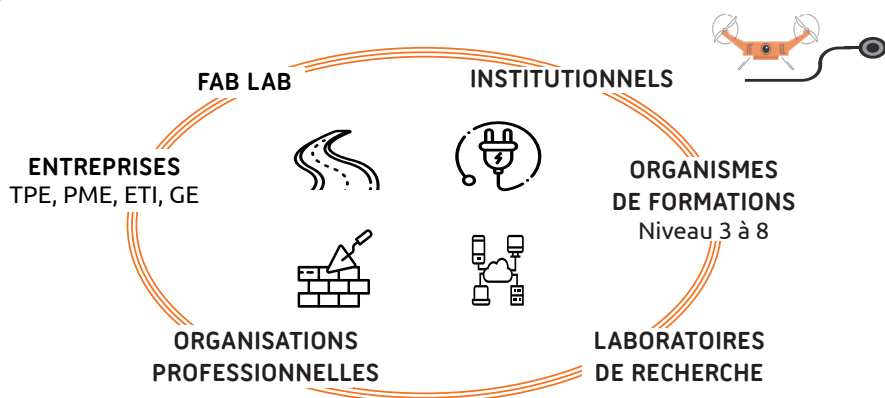 FAB LAB
INSTITUTIONNELS
ENTREPRISES
TPE, PME, ETI, GE
ORGANISMES
DE FORMATIONS
Niveau 3 à 8
ORGANISATIONS
PROFESSIONNELLES
LABORATOIRES
DE RECHERCHE